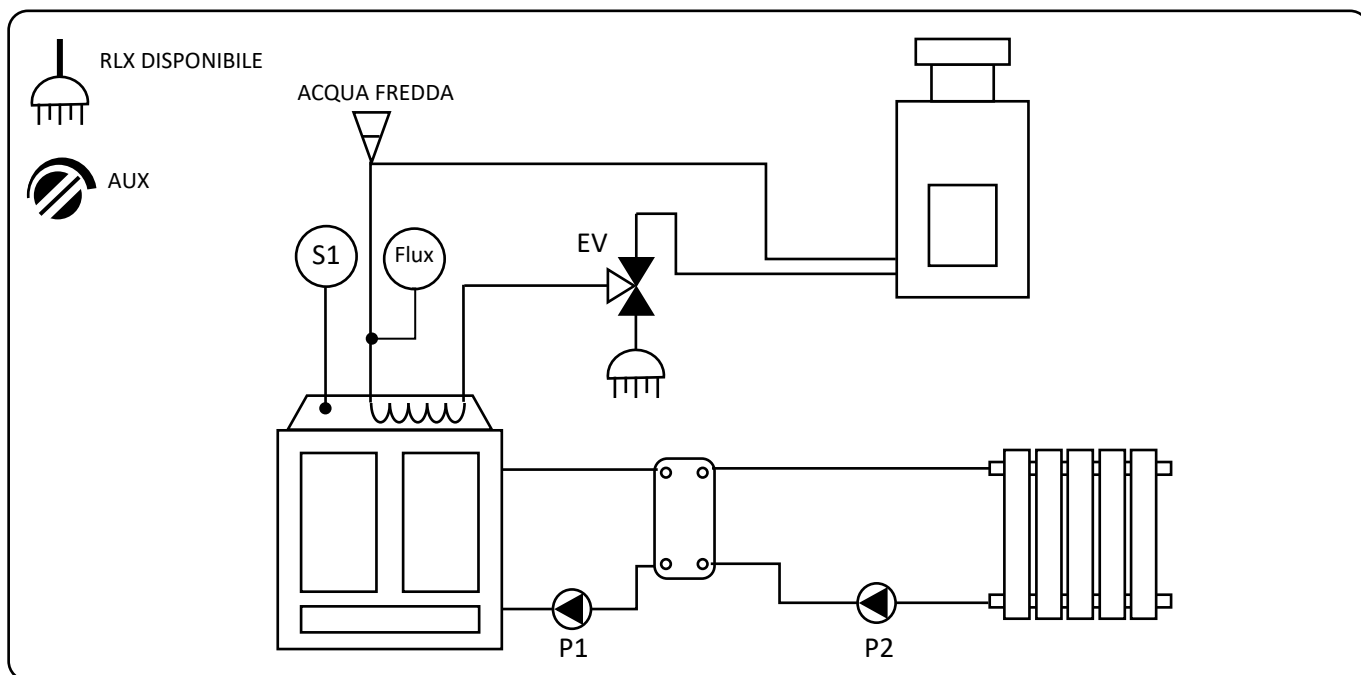 RLX DISPONIBILE
ACQUA FREDDA
AUX
S1
Flux
EV
P1
P2